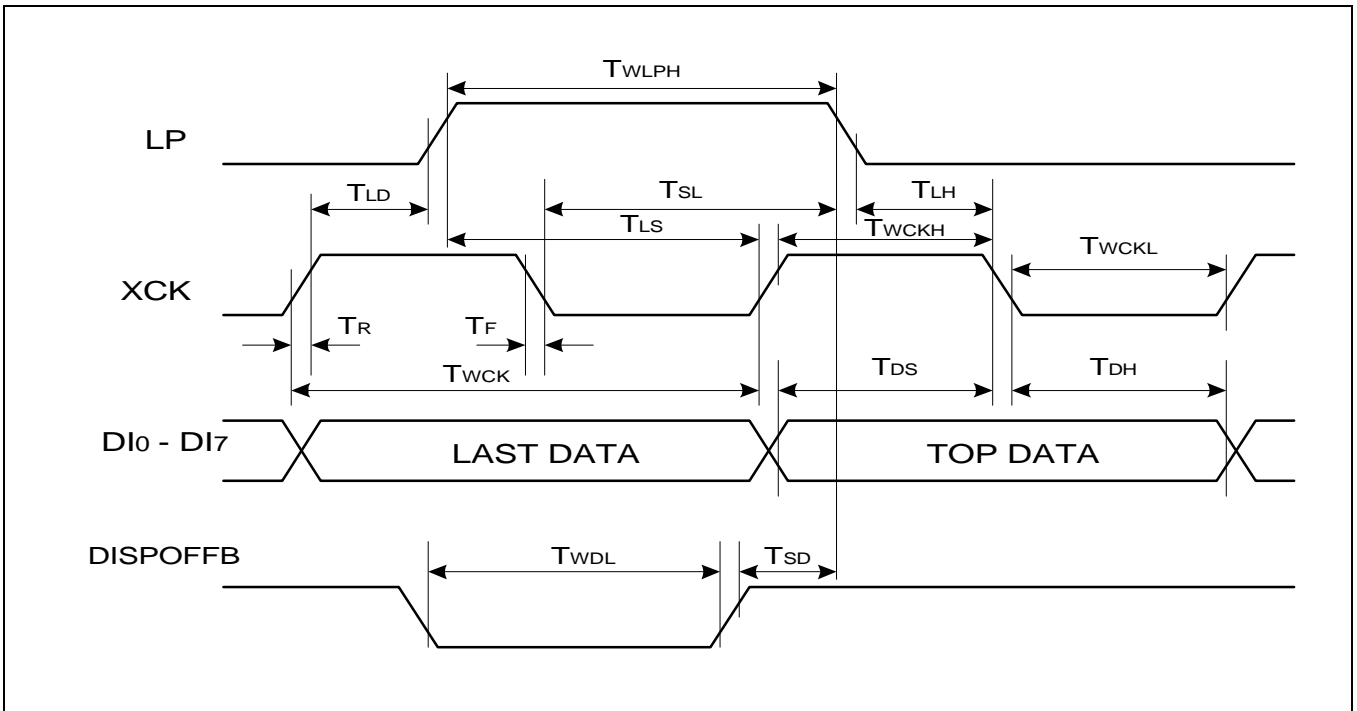 TWLPH
LP
TLD
TSL
TLH
TLS
TWCKH
TWCKL
XCK
TR
TF
TWCK
TDS
TDH
DI0 - DI7
LAST DATA
TOP DATA
DISPOFFB
TWDL
TSD